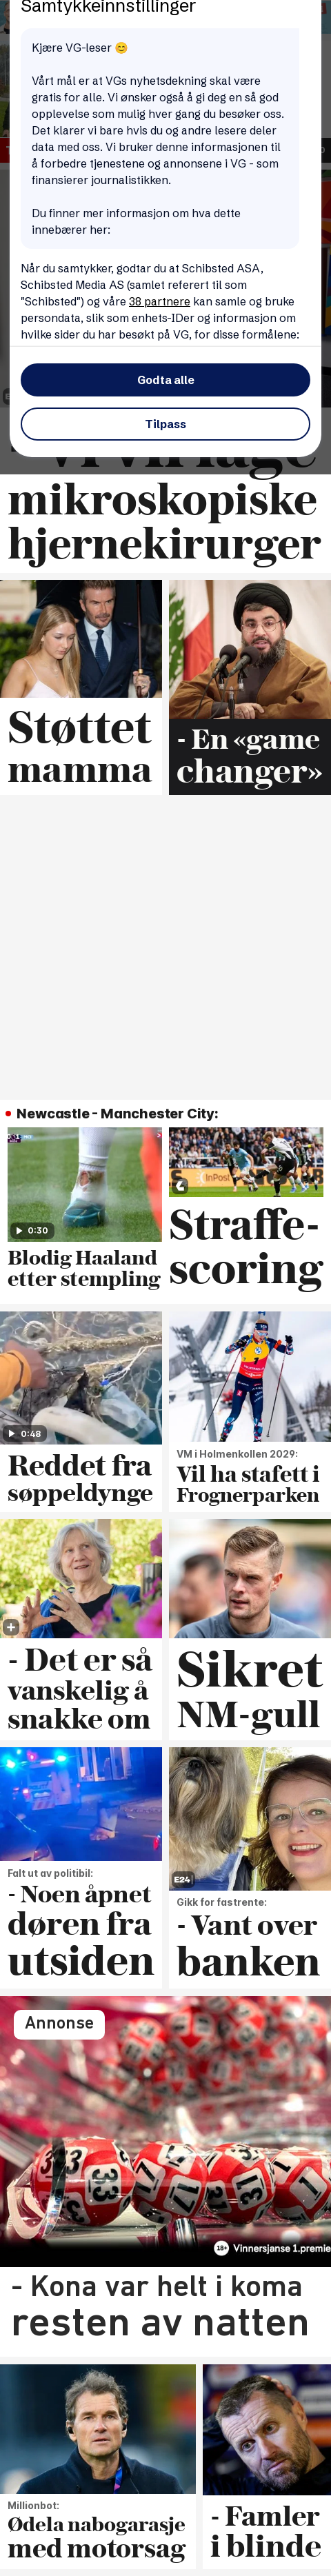 Samtykkeinnstillinger
Kjære VG-leser 😊
Vårt mål er at VGs nyhetsdekning skal være
gratis for alle. Vi ønsker også å gi deg en så god
opplevelse som mulig hver gang du besøker oss.
Det klarer vi bare hvis du og andre lesere deler
data med oss. Vi bruker denne informasjonen til
å forbedre tjenestene og annonsene i VG - som
finansierer journalistikken.
Du finner mer informasjon om hva dette
innebærer her:
Når du samtykker, godtar du at Schibsted ASA,
Schibsted Media AS (samlet referert til som
"Schibsted") og våre 38 partnere kan samle og bruke
persondata, slik som enhets-IDer og informasjon om
hvilke sider du har besøkt på VG, for disse formålene:
Godta alle
Tilpass
mikroskopiske
hjernekirurger
Støttet
mamma
- En «game
changer»
Newcastle - Manchester City:
0:30
Blodig Haaland
etter stempling
InPost
Straffe-
scoring
0:48
Reddet fra
søppeldynge
VM i Holmenkollen 2029:
Vil ha stafett i
Frognerparken
- Det er så
vanskelig å
snakke om
Sikret
NM-gull
Falt ut av politibil:
- Noen åpnet
døren fra
utsiden
E24
Gikk for fastrente:
- Vant over
banken
Annonse
33
17
18+ Vinnersjanse 1.premie
- Kona var helt i koma
resten av natten
Millionbot:
Ødela nabogarasje
med motorsag
- Famler
i blinde